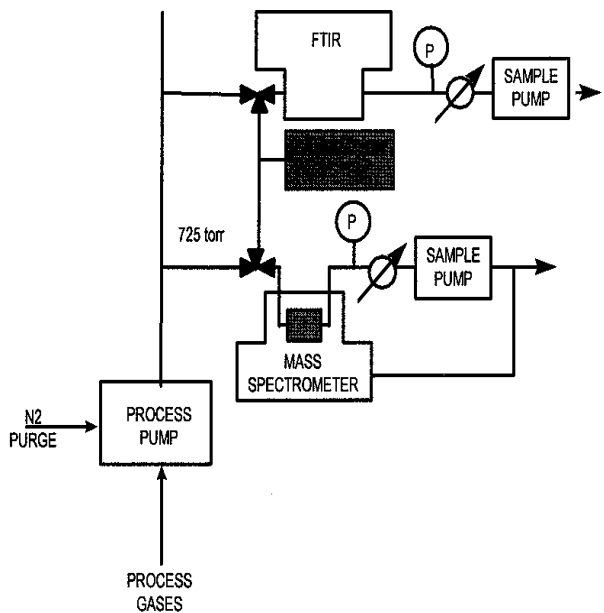 FTIR
P
SAMPLE
PUMP
725 torr
P
SAMPLE
PUMP
MASS
SPECTROMETER
N2
PURGE
PROCESS
PUMP
PROCESS
GASES